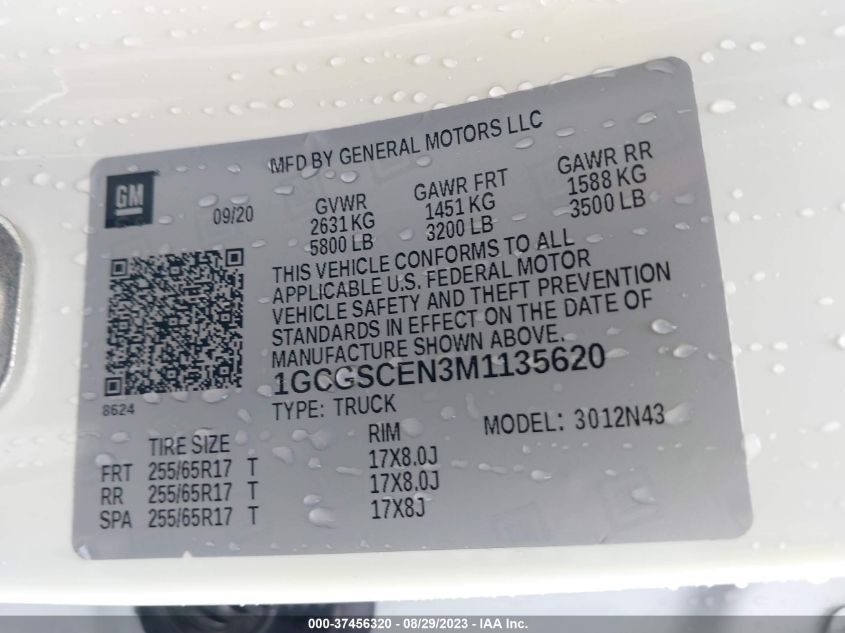 MFD BY GENERAL MOTORS LLC
GM
09/20
GVWR GAWR FRT GAWR RR
2631 KG 1451 KG 1588 KG
5800 LB 3200 LB 3500 LB
THIS VEHICLE CONFORMS TO ALL
APPLICABLE U.S. FEDERAL MOTOR
VEHICLE SAFETY AND THEFT PREVENTION
STANDARDS IN EFFECT ON THE DATE OF
MANUFACTURE SHOWN ABOVE.
1GCGSCEN3M1135620
8624
TYPE: TRUCK MODEL: 3012N43
TIRE SIZE RIM
FRT 255/65R17 T 17X8.0J
RR 255/65R17 T 17X8.0J
SPA 255/65R17 T 17X8J
000-37456320 - 08/29/2023 - IAA Inc.